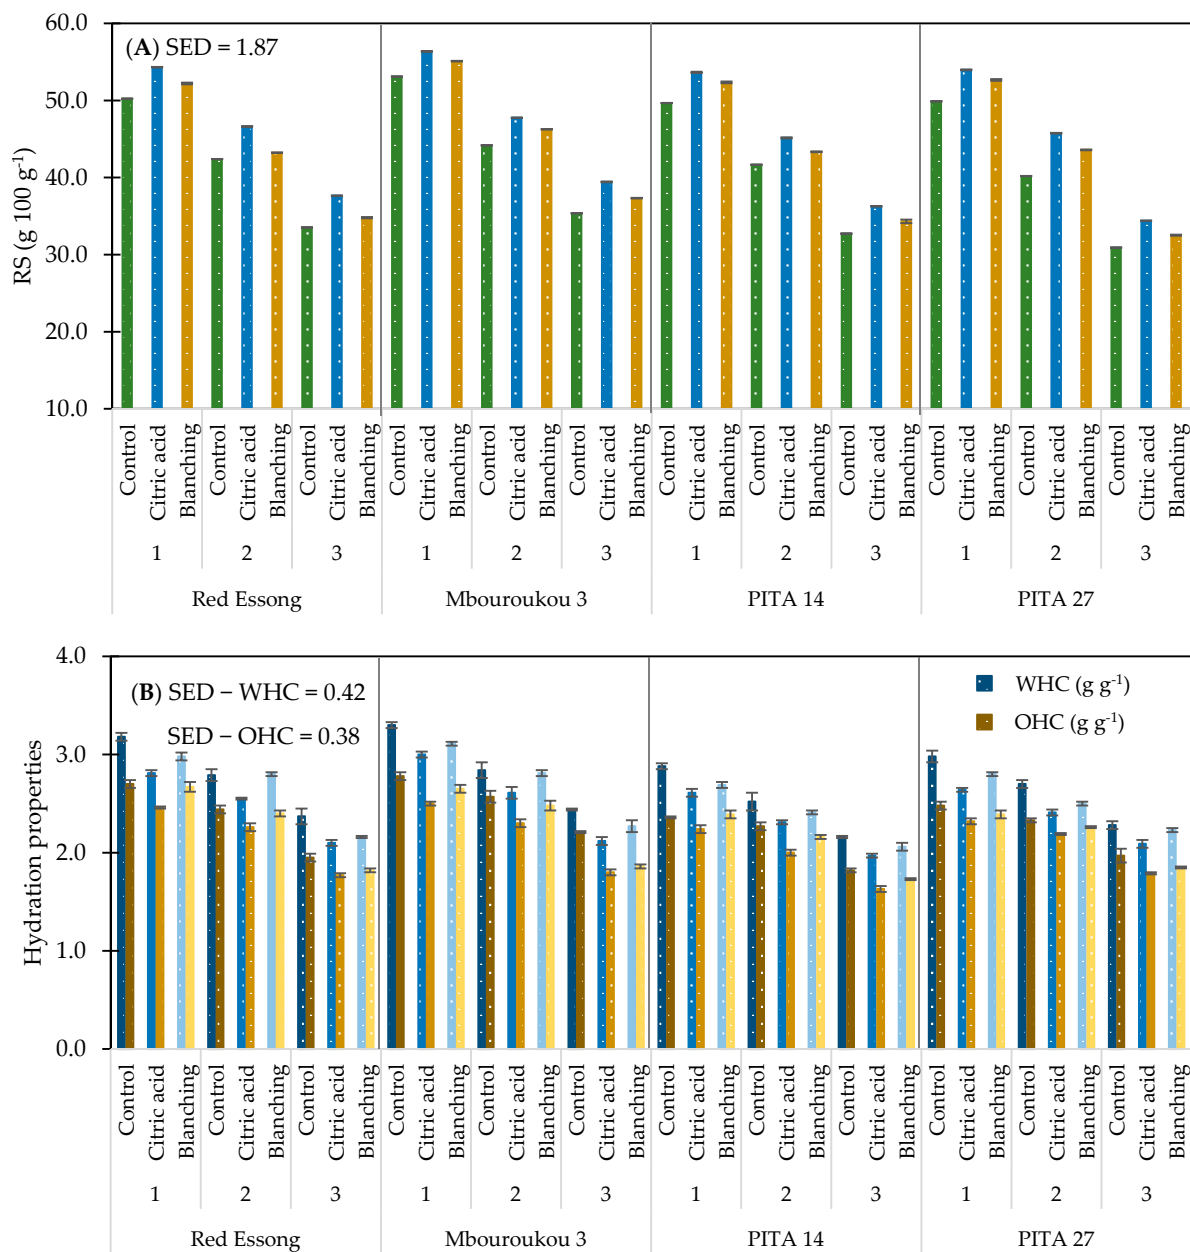 60.0
(A) SED = 1.87
50.0
40.0
30.0
20.0
10.0
RS (g 100 g⁻¹)
Control Citric acid Blanching Control Citric acid Blanching Control Citric acid Blanching Control Citric acid Blanching Control Citric acid Blanching Control Citric acid Blanching Control Citric acid Blanching Control Citric acid Blanching Control Citric acid Blanching Control Citric acid Blanching Control Citric acid Blanching Control Citric acid Blanching
1 2 3 1 2 3 1 2 3 1 2 3
Red Essong Mbouroukou 3 PITA 14 PITA 27
4.0
(B) SED − WHC = 0.42
WHC (g g⁻¹)
SED − OHC = 0.38
OHC (g g⁻¹)
3.0
2.0
1.0
0.0
Hydration properties
Control Citric acid Blanching Control Citric acid Blanching Control Citric acid Blanching Control Citric acid Blanching Control Citric acid Blanching Control Citric acid Blanching Control Citric acid Blanching Control Citric acid Blanching Control Citric acid Blanching Control Citric acid Blanching Control Citric acid Blanching Control Citric acid Blanching
1 2 3 1 2 3 1 2 3 1 2 3
Red Essong Mbouroukou 3 PITA 14 PITA 27